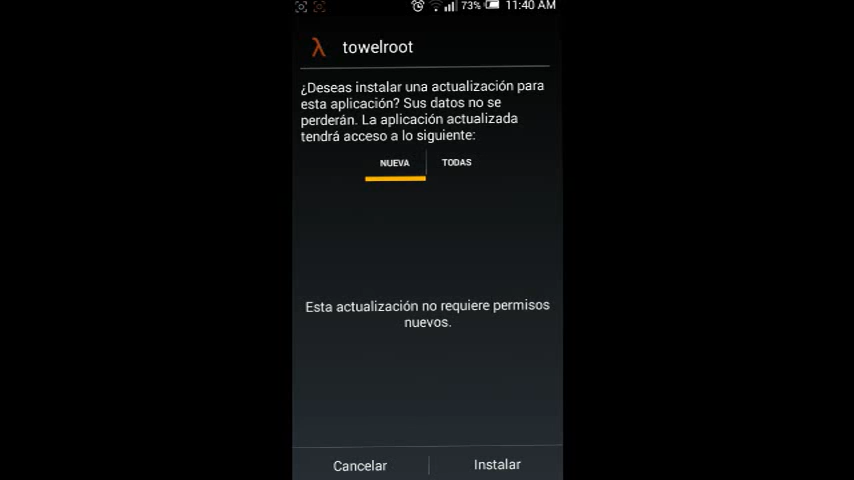 73% 11:40 AM
λ towelroot
¿Deseas instalar una actualización para
esta aplicación? Sus datos no se
perderán. La aplicación actualizada
tendrá acceso a lo siguiente:
NUEVA TODAS
Esta actualización no requiere permisos
nuevos.
Cancelar Instalar